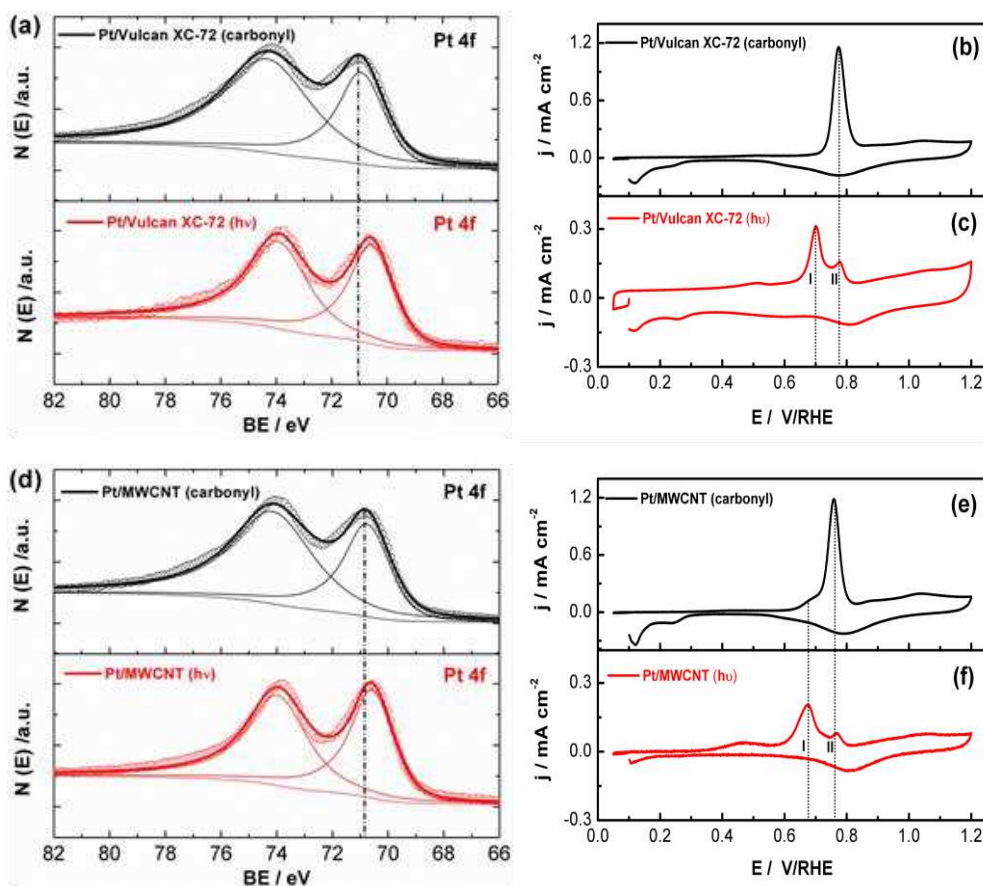 (a)
Pt/Vulcan XC-72 (carbonyl)
Pt 4f
N (E) /a.u.
Pt/Vulcan XC-72 (hν)
Pt 4f
N (E) /a.u.
82 80 78 76 74 72 70 68 66
BE / eV
Pt/Vulcan XC-72 (carbonyl)
(b)
1.2
0.6
0.0
j / mA cm-2
Pt/Vulcan XC-72 (hυ)
(c)
0.3
0.0
-0.3
j / mA cm-2
I
II
0.0 0.2 0.4 0.6 0.8 1.0 1.2
E / V/RHE
(d)
Pt/MWCNT (carbonyl)
Pt 4f
N (E) /a.u.
Pt/MWCNT (hν)
Pt 4f
N (E) /a.u.
82 80 78 76 74 72 70 68 66
BE / eV
Pt/MWCNT (carbonyl)
(e)
1.2
0.6
0.0
j / mA cm-2
Pt/MWCNT (hυ)
(f)
0.3
0.0
-0.3
j / mA cm-2
I
II
0.0 0.2 0.4 0.6 0.8 1.0 1.2
E / V/RHE